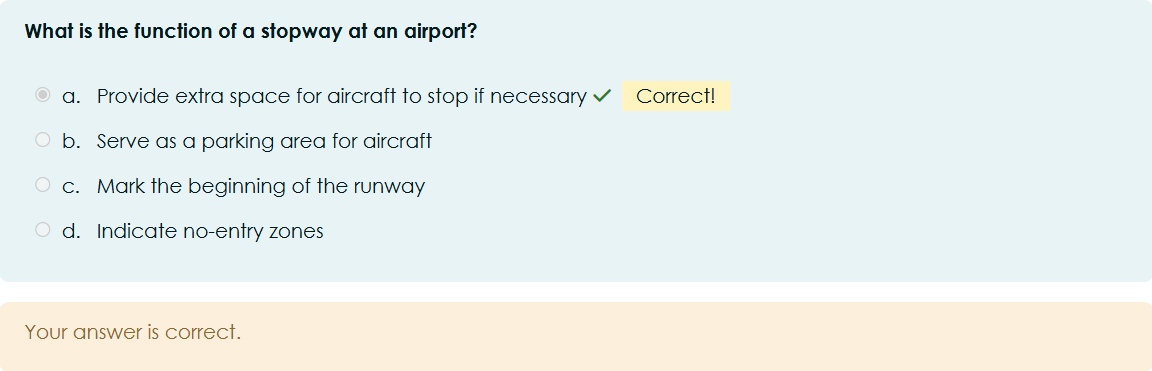 What is the function of a stopway at an airport?
a. Provide extra space for aircraft to stop if necessary ✓ Correct!
b. Serve as a parking area for aircraft
c. Mark the beginning of the runway
d. Indicate no-entry zones
Your answer is correct.